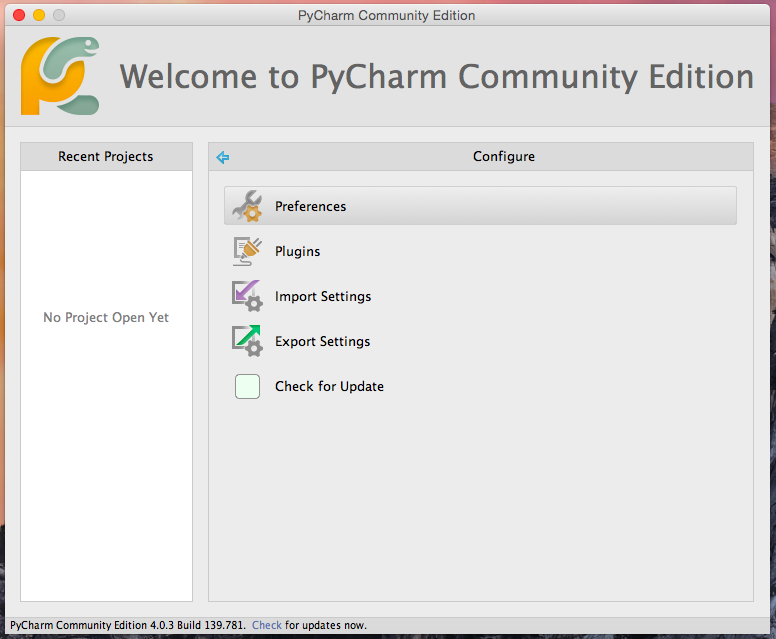 PyCharm Community Edition
Welcome to PyCharm Community Edition
Recent Projects
No Project Open Yet
Configure
Preferences
Plugins
Import Settings
Export Settings
Check for Update
PyCharm Community Edition 4.0.3 Build 139.781. Check for updates now.